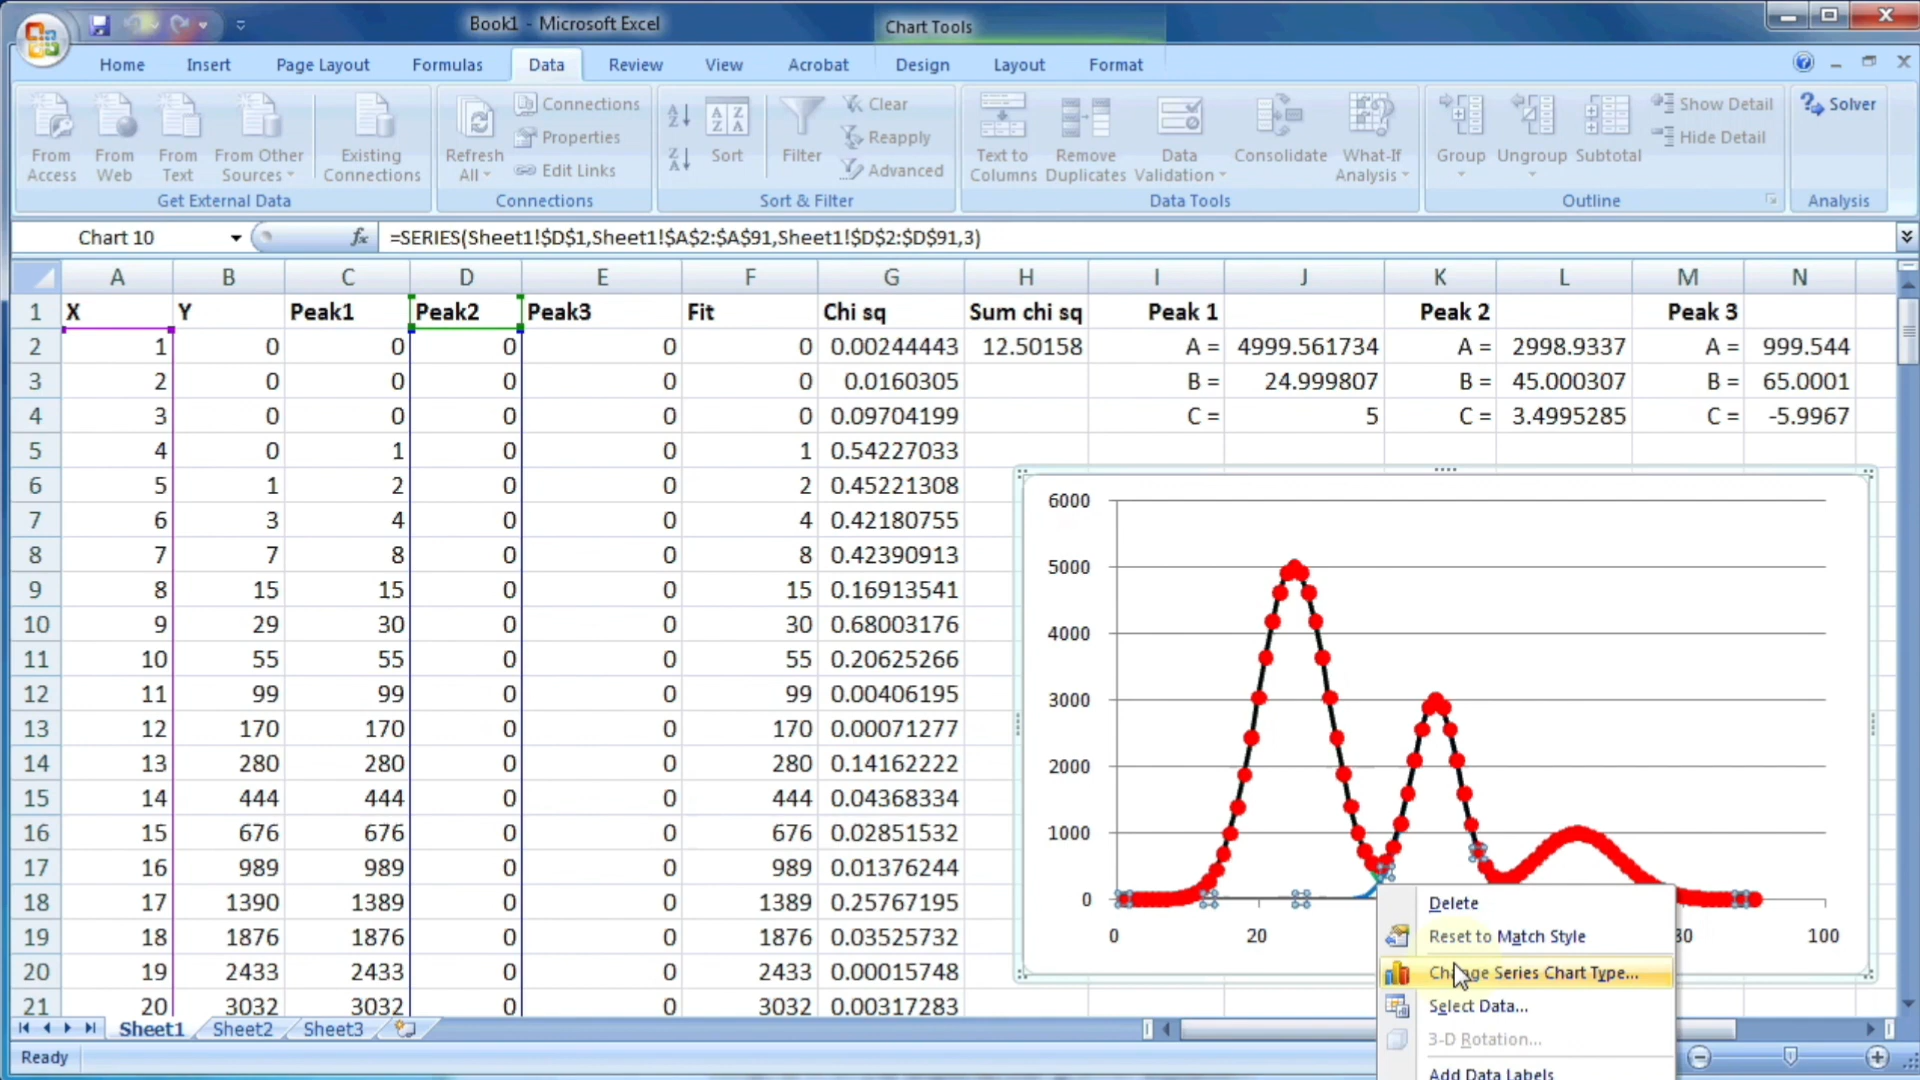 Book1 - Microsoft Excel
Chart Tools
Home Insert Page Layout Formulas Data Review View Acrobat Design Layout Format
From Access
From Web
From Text
From Other Sources
Existing Connections
Get External Data
Refresh All
Connections
Properties
Edit Links
Connections
Sort
Filter
Clear
Reapply
Advanced
Sort & Filter
Text to Columns
Remove Duplicates
Data Validation
Consolidate
What-If Analysis
Data Tools
Group
Ungroup
Subtotal
Show Detail
Hide Detail
Outline
Solver
Analysis
Chart 10 fx =SERIES(Sheet1!$D$1,Sheet1!$A$2:$A$91,Sheet1!$D$2:$D$91,3)
A B C D E F G H I J K L M N
1 X Y Peak1 Peak2 Peak3 Fit Chi sq Sum chi sq Peak 1 Peak 2 Peak 3
2 1 0 0 0 0 0 0.00244443 12.50158 A = 4999.561734 A = 2998.9337 A = 999.544
3 2 0 0 0 0 0 0.0160305 B = 24.999807 B = 45.000307 B = 65.0001
4 3 0 0 0 0 0 0.09704199 C = 5 C = 3.4995285 C = -5.9967
5 4 0 1 0 0 1 0.54227033
6 5 1 2 0 0 2 0.45221308
7 6 3 4 0 0 4 0.42180755
8 7 7 8 0 0 8 0.42390913
9 8 15 15 0 0 15 0.16913541
10 9 29 30 0 0 30 0.68003176
11 10 55 55 0 0 55 0.20625266
12 11 99 99 0 0 99 0.00406195
13 12 170 170 0 0 170 0.00071277
14 13 280 280 0 0 280 0.14162222
15 14 444 444 0 0 444 0.04368334
16 15 676 676 0 0 676 0.02851532
17 16 989 989 0 0 989 0.01376244
18 17 1390 1389 0 0 1389 0.25767195
19 18 1876 1876 0 0 1876 0.03525732
20 19 2433 2433 0 0 2433 0.00015748
21 20 3032 3032 0 0 3032 0.00317283
6000
5000
4000
3000
2000
1000
0
0 20 80 100
Delete
Reset to Match Style
Change Series Chart Type...
Select Data...
3-D Rotation...
Add Data Labels
Sheet1 Sheet2 Sheet3
Ready